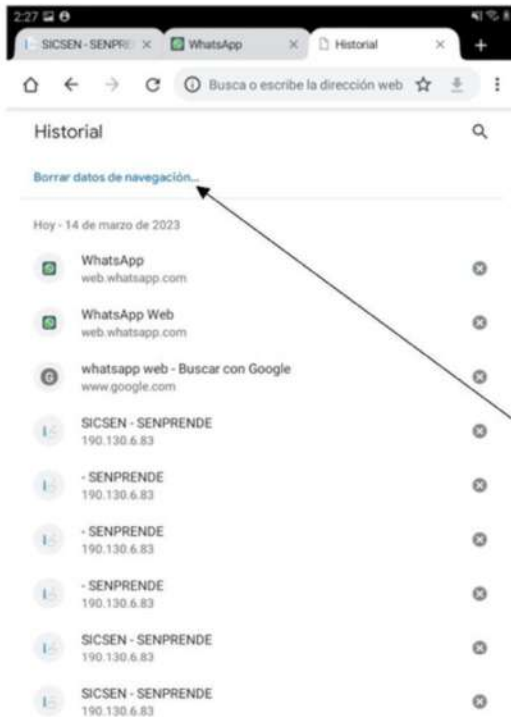 2:27
SICSEN - SENPRE
WhatsApp
Historial
Busca o escribe la dirección web
Historial
Borrar datos de navegación...
Hoy - 14 de marzo de 2023
WhatsApp
web.whatsapp.com
WhatsApp Web
web.whatsapp.com
whatsapp web - Buscar con Google
www.google.com
SICSEN - SENPRENDE
190.130.6.83
- SENPRENDE
190.130.6.83
- SENPRENDE
190.130.6.83
- SENPRENDE
190.130.6.83
SICSEN - SENPRENDE
190.130.6.83
SICSEN - SENPRENDE
190.130.6.83